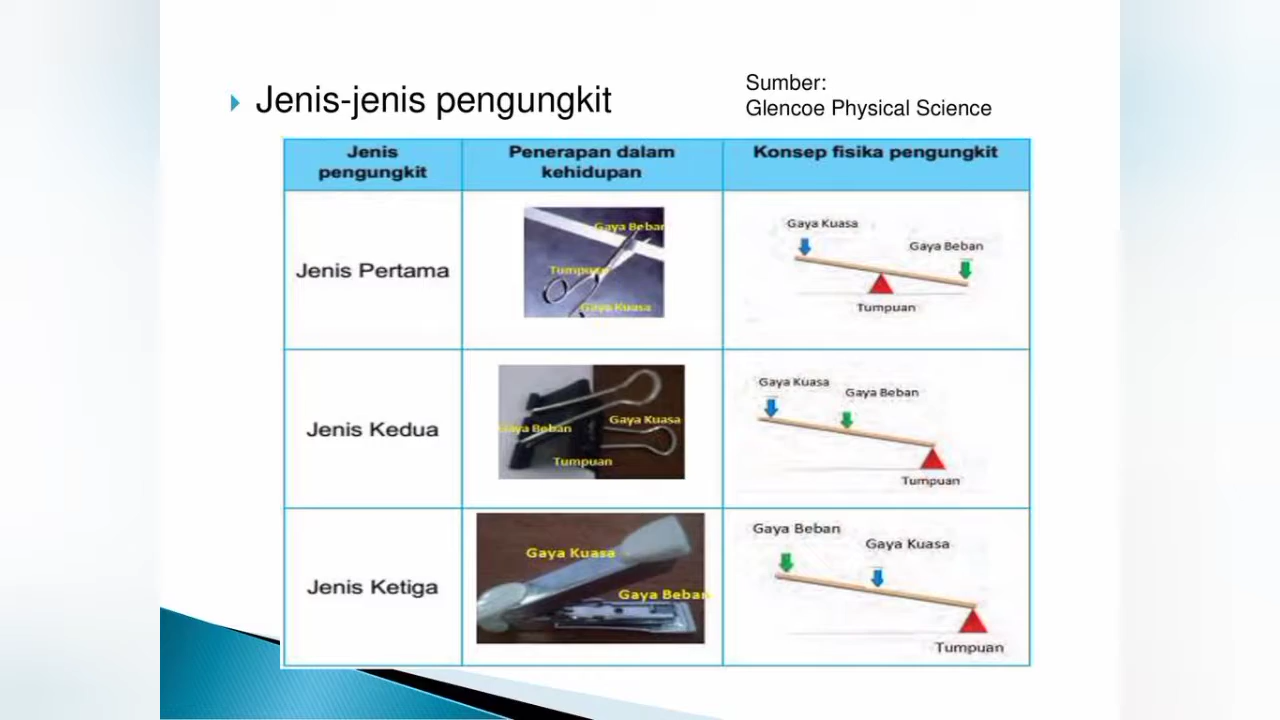 Jenis-jenis pengungkit
Sumber:
Glencoe Physical Science
Jenis
pengungkit
Penerapan dalam
kehidupan
Konsep fisika pengungkit
Jenis Pertama
Gaya Beban
Tumpuan
Gaya Kuasa
Gaya Kuasa
Gaya Beban
Tumpuan
Jenis Kedua
Gaya Kuasa
Gaya Beban
Tumpuan
Gaya Kuasa
Gaya Beban
Tumpuan
Jenis Ketiga
Gaya Kuasa
Gaya Beban
Gaya Beban
Gaya Kuasa
Tumpuan